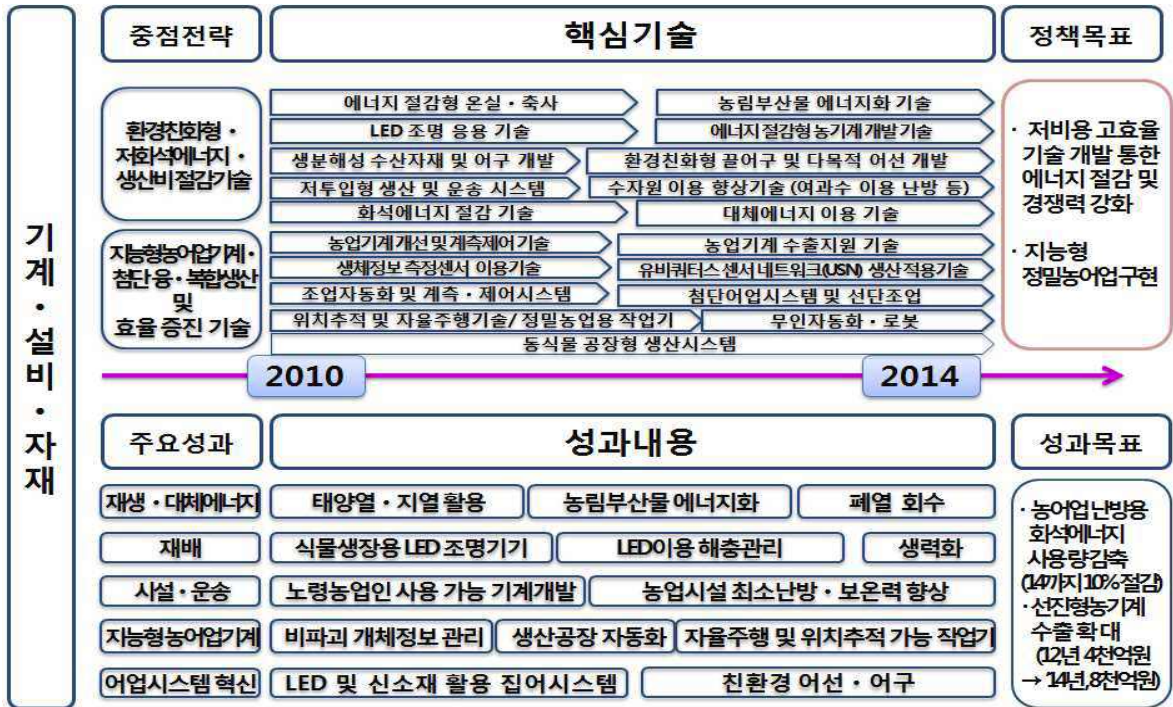 기계·설비·자재
중점전략
핵심기술
정책목표
환경친화형·
저화석에너지·
생산비절감기술
에너지 절감형 온실·축사
농림부산물 에너지화 기술
LED 조명 응용 기술
에너지절감형농기계개발기술
생분해성 수산자재 및 어구 개발
환경친화형 끌어구 및 다목적 어선 개발
저투입형 생산 및 운송 시스템
수자원 이용 향상기술 (여과수 이용 난방 등)
화석에너지 절감 기술
대체에너지 이용 기술
지능형농어업기계·
첨단융·복합생산
및
효율 증진 기술
농업기계개선및계측제어기술
농업기계 수출지원 기술
생체정보 측정센서 이용기술
유비쿼터스센서네트워크(USN) 생산적용기술
조업자동화 및 계측·제어시스템
첨단어업시스템 및 선단조업
위치추적 및 자율주행기술/ 정밀농업용 작업기
무인자동화·로봇
동식물 공장형 생산시스템
· 저비용 고효율
기술 개발 통한
에너지 절감 및
경쟁력 강화
· 지능형
정밀농어업구현
2010
2014
주요성과
성과내용
성과목표
재생·대체에너지
태양열·지열 활용
농림부산물에너지화
폐열 회수
재배
식물생장용 LED 조명기기
LED이용 해충관리
생력화
시설·운송
노령농업인 사용 가능 기계개발
농업시설 최소난방·보온력 향상
지능형농어업기계
비파괴 개체정보 관리
생산공장 자동화
자율주행 및 위치추적 가능 작업기
어업시스템 혁신
LED 및 신소재 활용 집어시스템
친환경 어선·어구
· 농어업난방용
화석에너지
사용량감축
(14까지10%절감)
· 선진형농기계
수출확대
(12년 4천억원
→ 14년,8천억원)